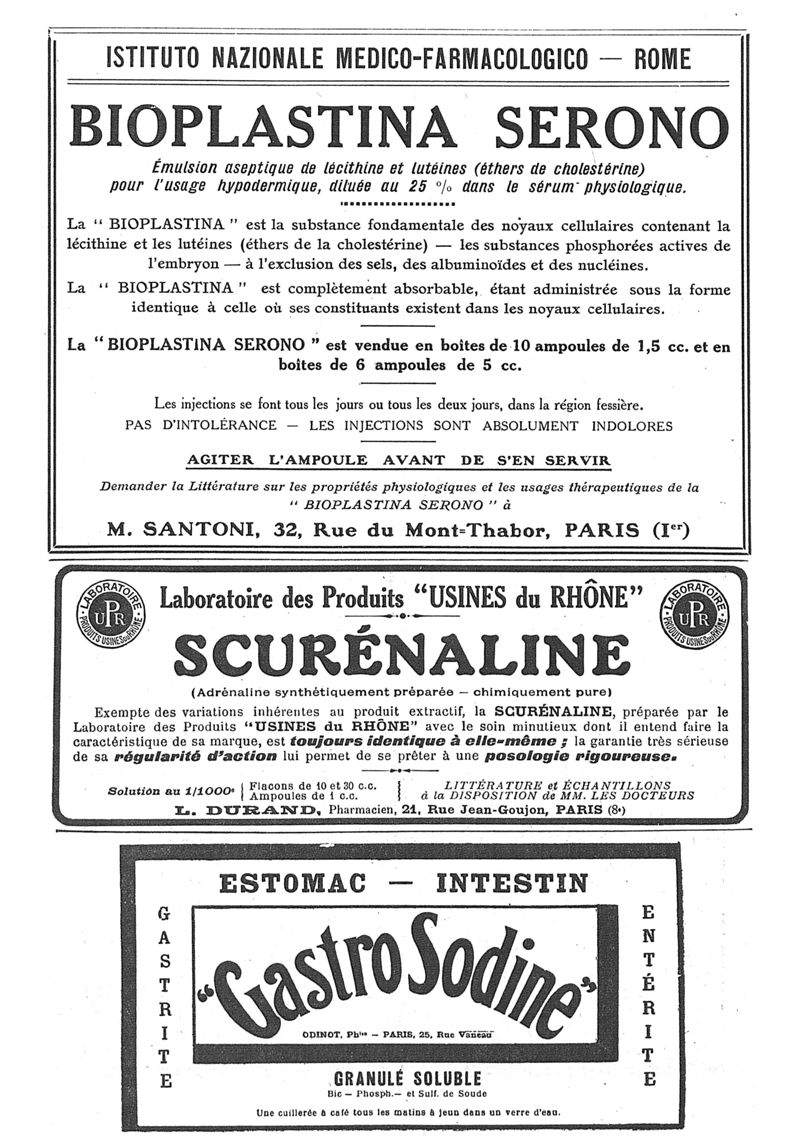 ISTITUTO NAZIONALE MEDICO-FARMACOLOGICO — ROME
BIOPLASTINA SERONO
Émulsion aseptique de lécithine et lutéines (éthers de cholestérine)
pour l'usage hypodermique, diluée au 25 % dans le sérum physiologique.
La “ BIOPLASTINA ” est la substance fondamentale des noyaux cellulaires contenant la
lécithine et les lutéines (éthers de la cholestérine) — les substances phosphorées actives de
l'embryon — à l'exclusion des sels, des albuminoïdes et des nucléines.
La “ BIOPLASTINA ” est complètement absorbable, étant administrée sous la forme
identique à celle où ses constituants existent dans les noyaux cellulaires.
La “ BIOPLASTINA SERONO ” est vendue en boîtes de 10 ampoules de 1,5 cc. et en
boîtes de 6 ampoules de 5 cc.
Les injections se font tous les jours ou tous les deux jours, dans la région fessière.
PAS D'INTOLÉRANCE — LES INJECTIONS SONT ABSOLUMENT INDOLORES
AGITER L'AMPOULE AVANT DE S'EN SERVIR
Demander la Littérature sur les propriétés physiologiques et les usages thérapeutiques de la
“ BIOPLASTINA SERONO ” à
M. SANTONI, 32, Rue du Mont=Thabor, PARIS (Ier)
LABORATOIRE
UPR
PRODUITS USINES DU RHÔNE
Laboratoire des Produits “USINES du RHÔNE”
LABORATOIRE
UPR
PRODUITS USINES DU RHÔNE
SCURÉNALINE
(Adrénaline synthétiquement préparée — chimiquement pure)
Exempte des variations inhérentes au produit extractif, la SCURÉNALINE, préparée par le
Laboratoire des Produits “USINES du RHÔNE” avec le soin minutieux dont il entend faire la
caractéristique de sa marque, est toujours identique à elle-même ; la garantie très sérieuse
de sa régularité d'action lui permet de se prêter à une posologie rigoureuse.
Solution au 1/1000e { Flacons de 10 et 30 c.c.
Ampoules de 1 c.c. }
LITTÉRATURE et ÉCHANTILLONS
à la DISPOSITION de MM. LES DOCTEURS
L. DURAND, Pharmacien, 21, Rue Jean-Goujon, PARIS (8e)
ESTOMAC — INTESTIN
GASTRITE
“Gastro Sodine”
ODINOT, Phien — PARIS, 25, Rue Vaneau
ENTÉRITE
GRANULÉ SOLUBLE
Bic — Phosph.— et Sulf. de Soude
Une cuillerée à café tous les matins à jeun dans un verre d'eau.